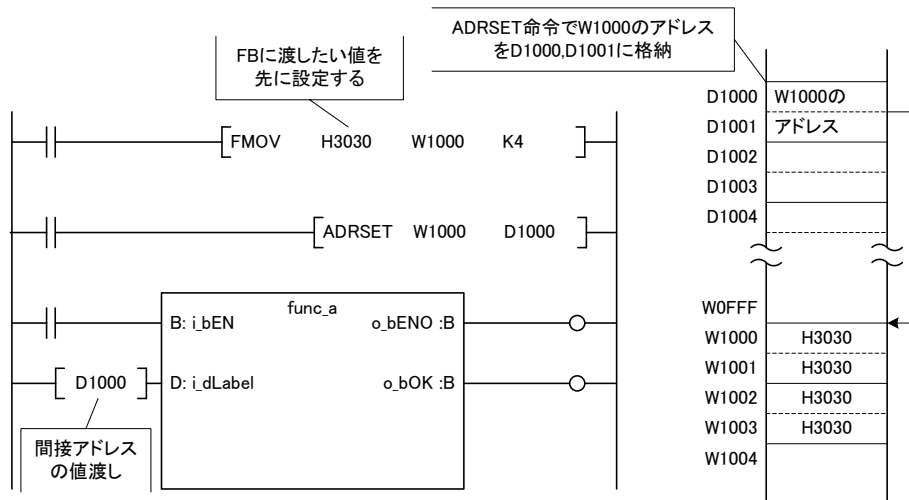 ADRSET命令でW1000のアドレス
をD1000,D1001に格納
FBに渡したい値を
先に設定する
FMOV H3030 W1000 K4
ADRSET W1000 D1000
func_a
B: i_bEN o_bENO :B
D1000 D: i_dLabel o_bOK :B
間接アドレス
の値渡し
D1000 W1000の
D1001 アドレス
D1002
D1003
D1004
W0FFF
W1000 H3030
W1001 H3030
W1002 H3030
W1003 H3030
W1004